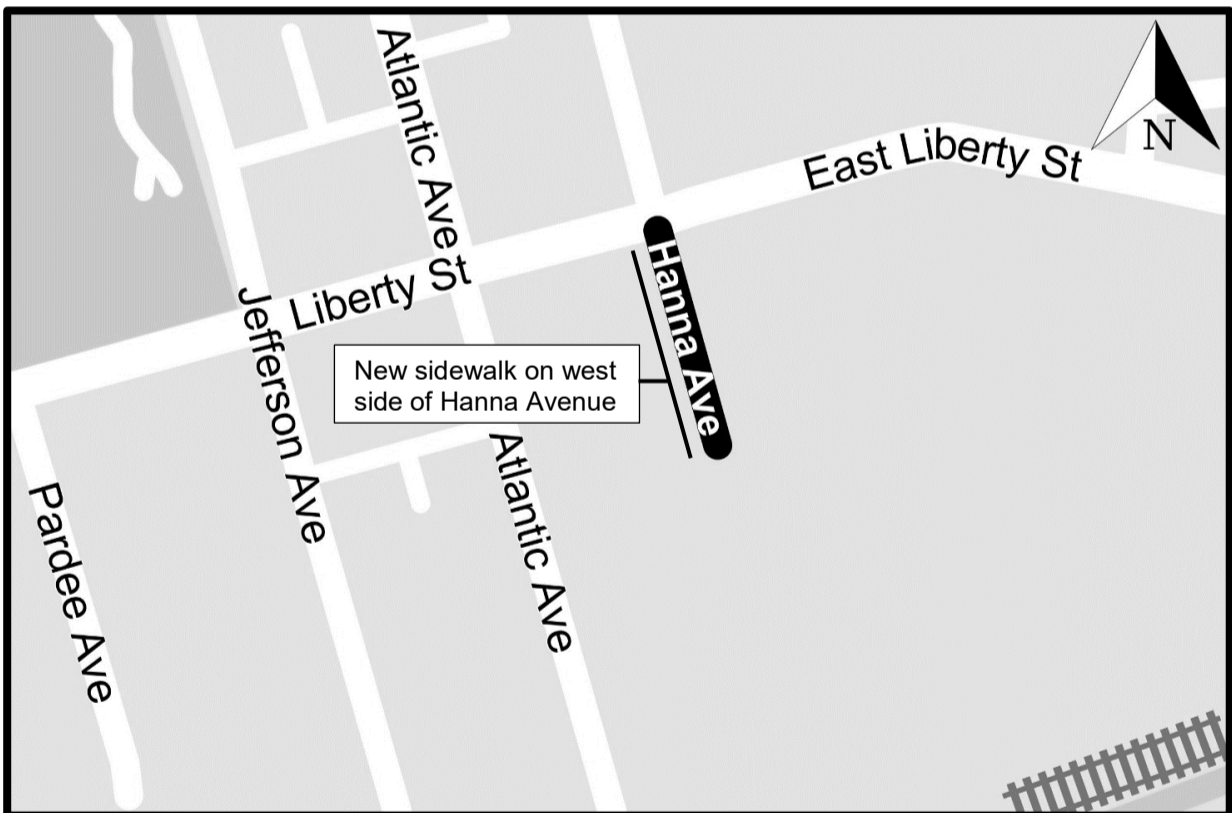 Atlantic Ave
N
East Liberty St
Liberty St
Hanna Ave
Jefferson Ave
New sidewalk on west
side of Hanna Avenue
Atlantic Ave
Pardee Ave